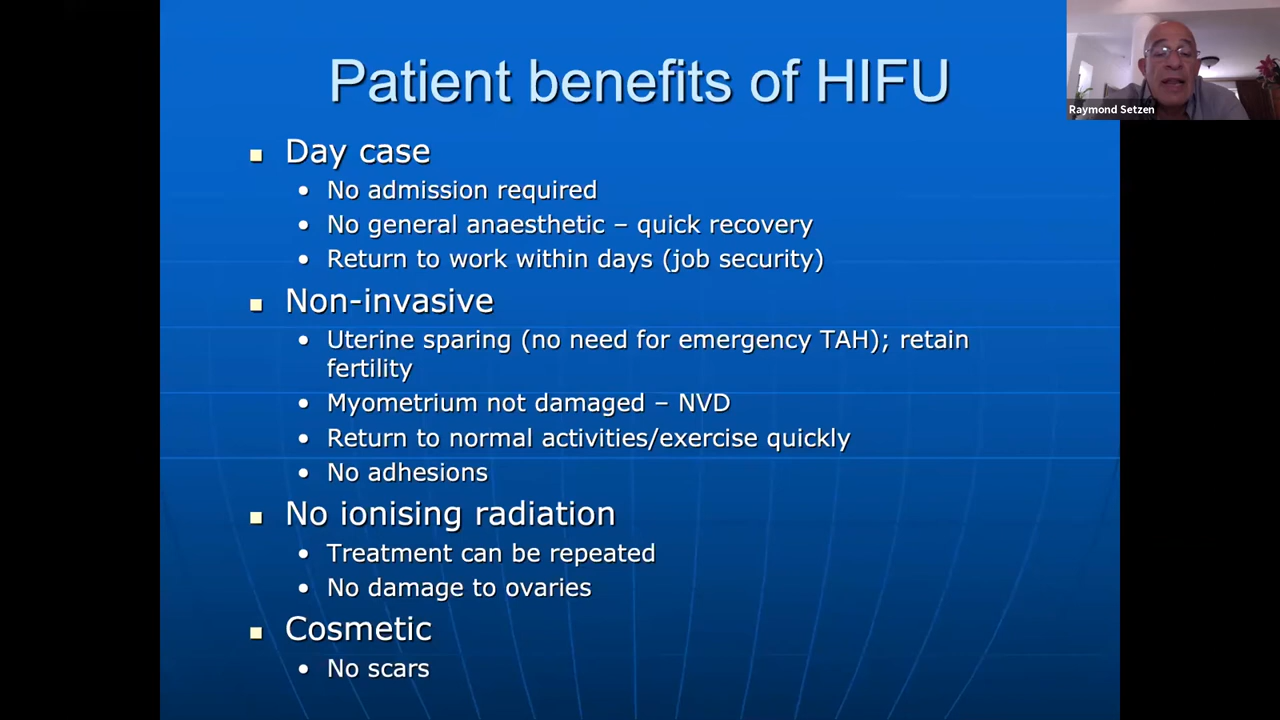 Patient benefits of HIFU
Raymond Setzen
Day case
No admission required
No general anaesthetic – quick recovery
Return to work within days (job security)
Non-invasive
Uterine sparing (no need for emergency TAH); retain
fertility
Myometrium not damaged – NVD
Return to normal activities/exercise quickly
No adhesions
No ionising radiation
Treatment can be repeated
No damage to ovaries
Cosmetic
No scars